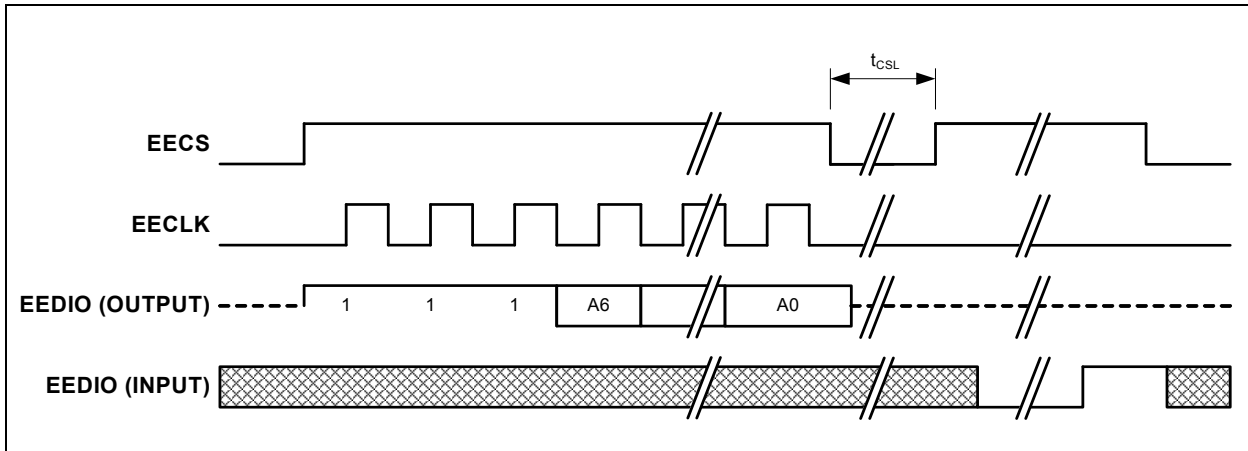 tCSL
EECS
EECLK
EEDIO (OUTPUT)
1 1 1 A6 A0
EEDIO (INPUT)